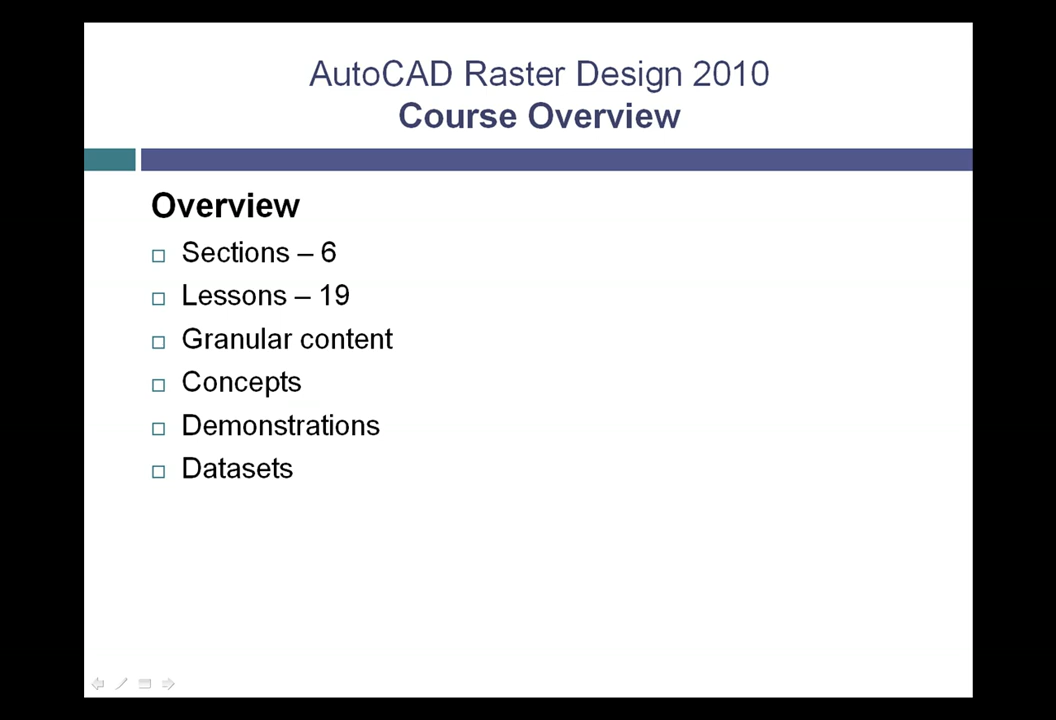 AutoCAD Raster Design 2010
Course Overview
Overview
Sections – 6
Lessons – 19
Granular content
Concepts
Demonstrations
Datasets